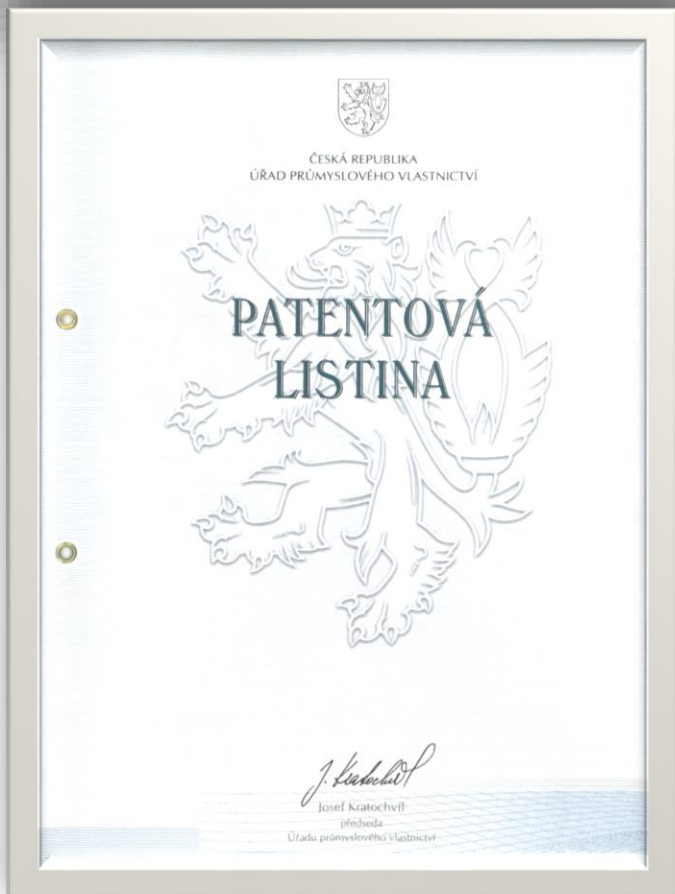 ČESKÁ REPUBLIKA
ÚŘAD PRŮMYSLOVÉHO VLASTNICTVÍ
PATENTOVÁ
LISTINA
J. Kratochvíl
Josef Kratochvíl
předseda
Úřadu průmyslového vlastnictví